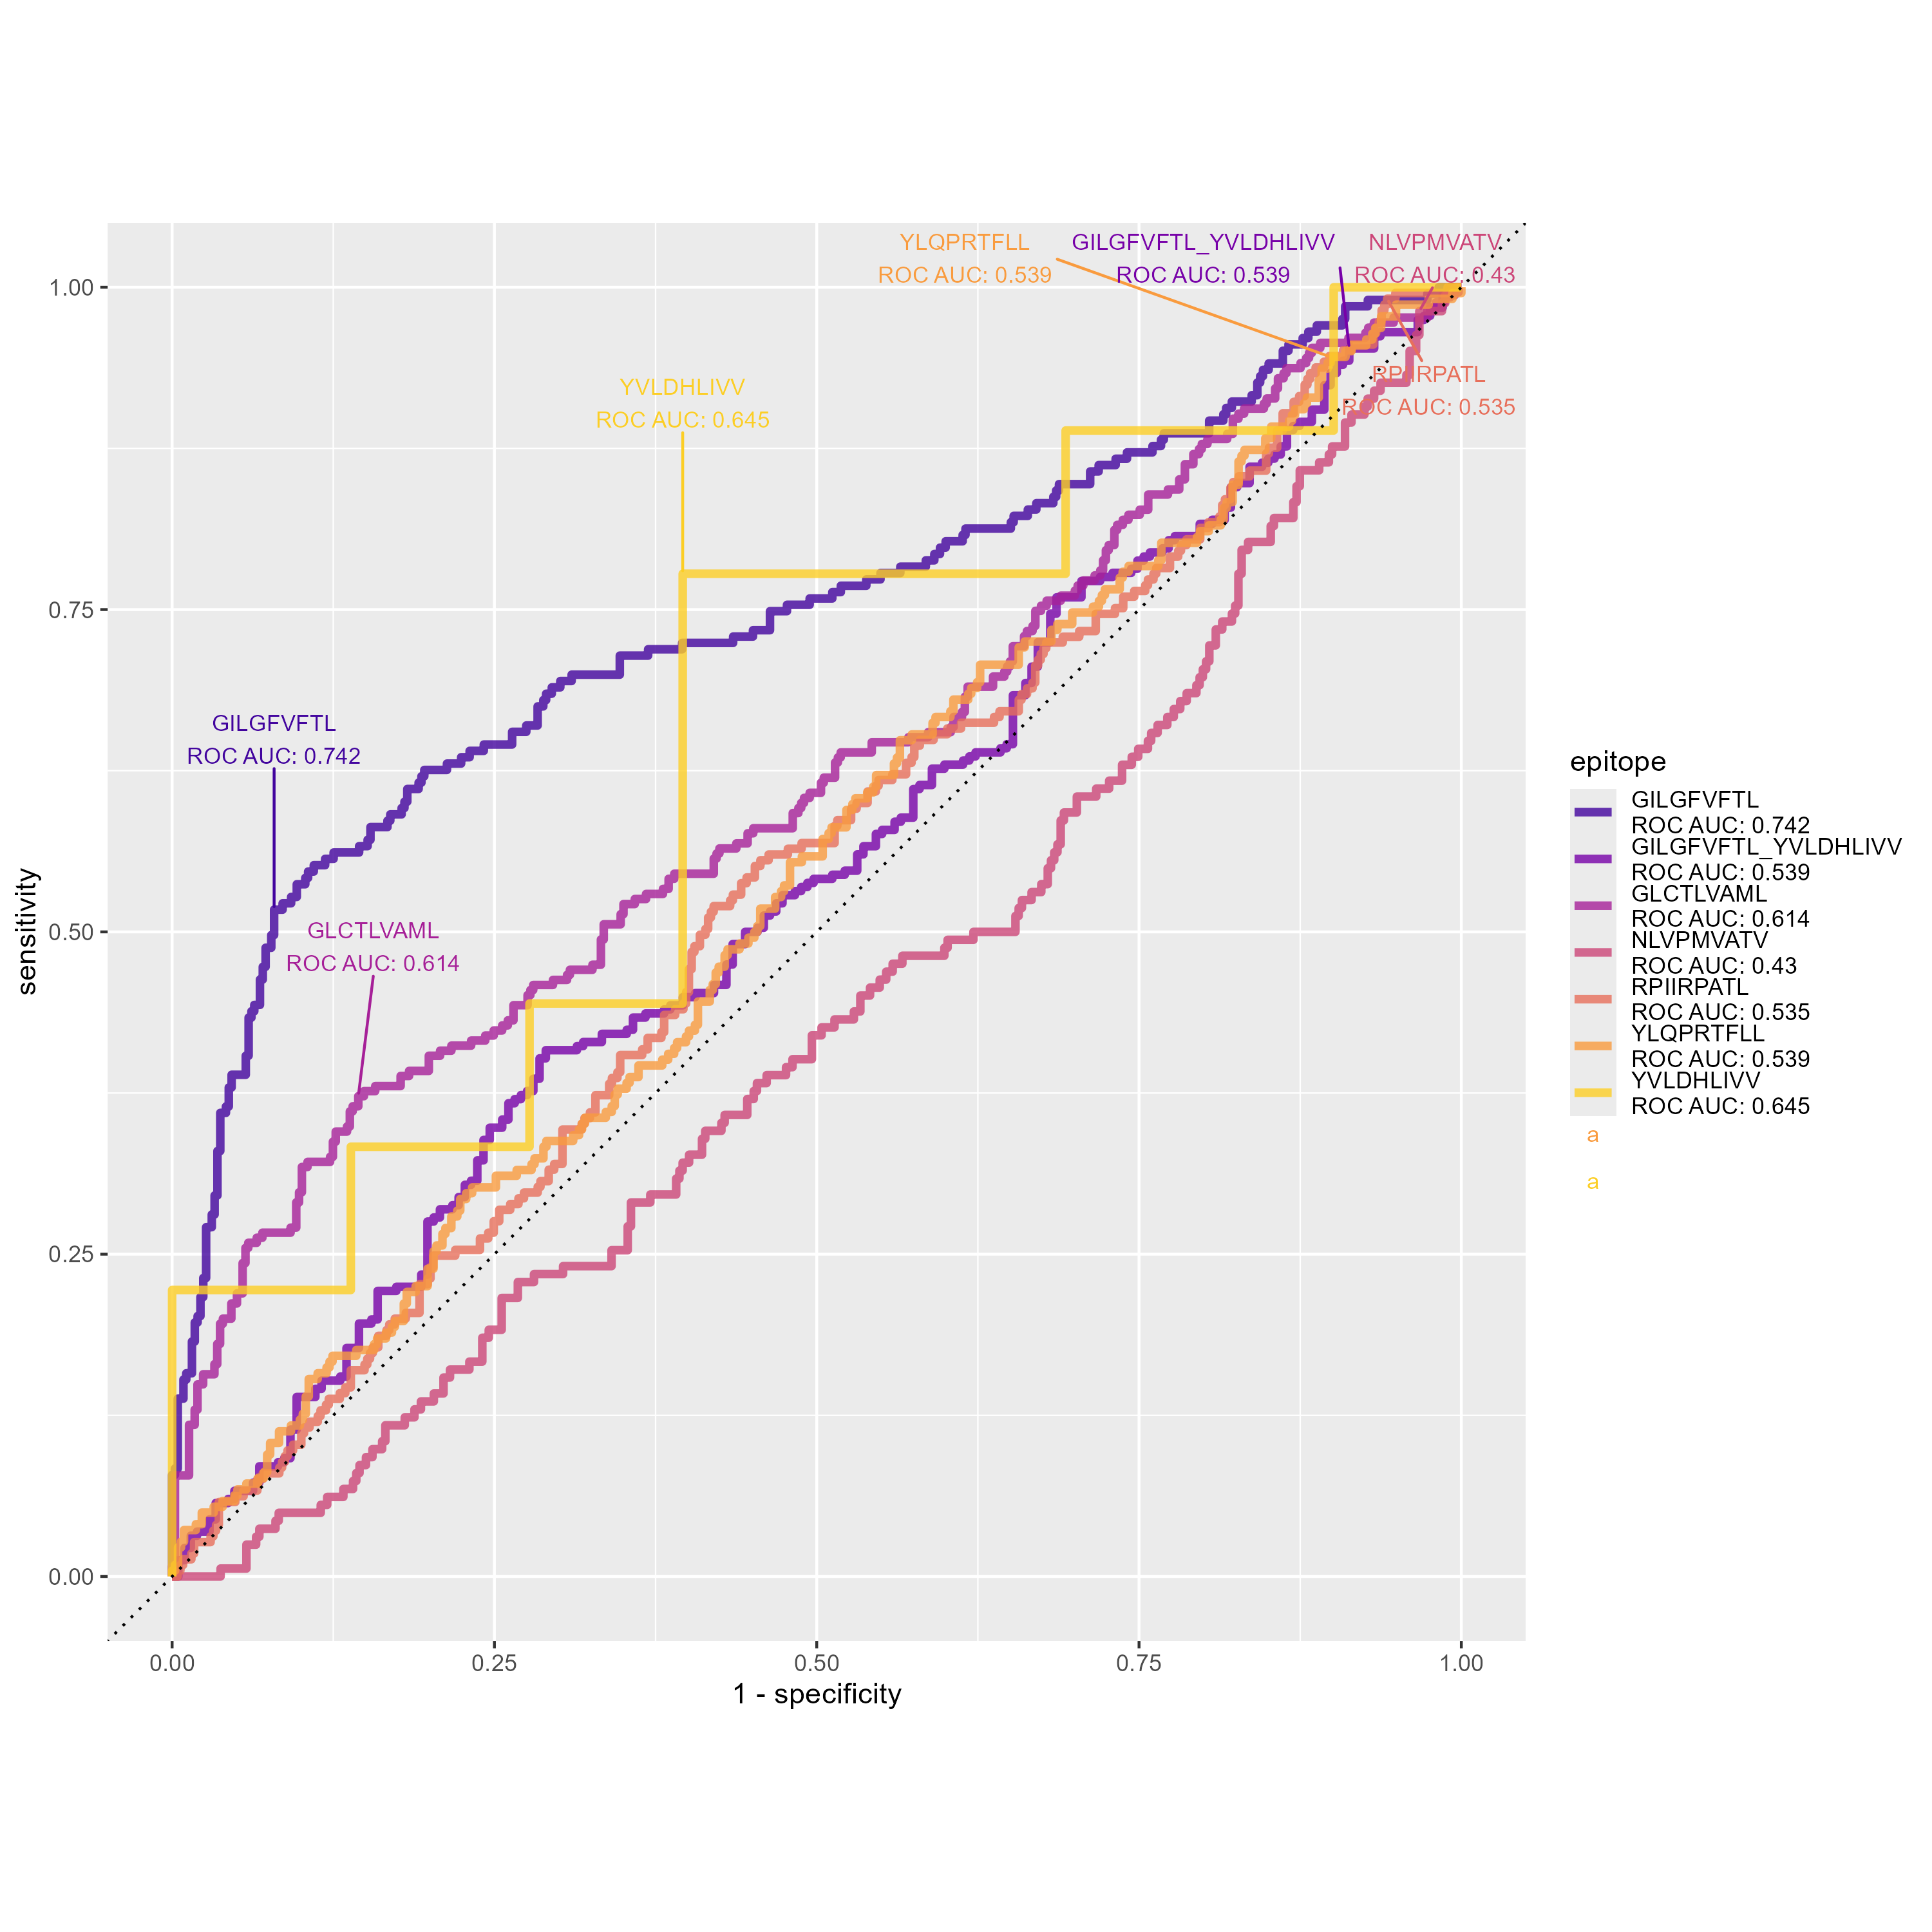 YLQPRTFLL
ROC AUC: 0.539
GILGFVFTL_YVLDHLIVV
ROC AUC: 0.539
NLVPMVATV
ROC AUC: 0.43
RPIIRPATL
ROC AUC: 0.535
YVLDHLIVV
ROC AUC: 0.645
GILGFVFTL
ROC AUC: 0.742
GLCTLVAML
ROC AUC: 0.614
sensitivity
1.00
0.75
0.50
0.25
0.00
0.00
0.25
0.50
0.75
1.00
1 - specificity
epitope
GILGFVFTL
ROC AUC: 0.742
GILGFVFTL_YVLDHLIVV
ROC AUC: 0.539
GLCTLVAML
ROC AUC: 0.614
NLVPMVATV
ROC AUC: 0.43
RPIIRPATL
ROC AUC: 0.535
YLQPRTFLL
ROC AUC: 0.539
YVLDHLIVV
ROC AUC: 0.645
a
a